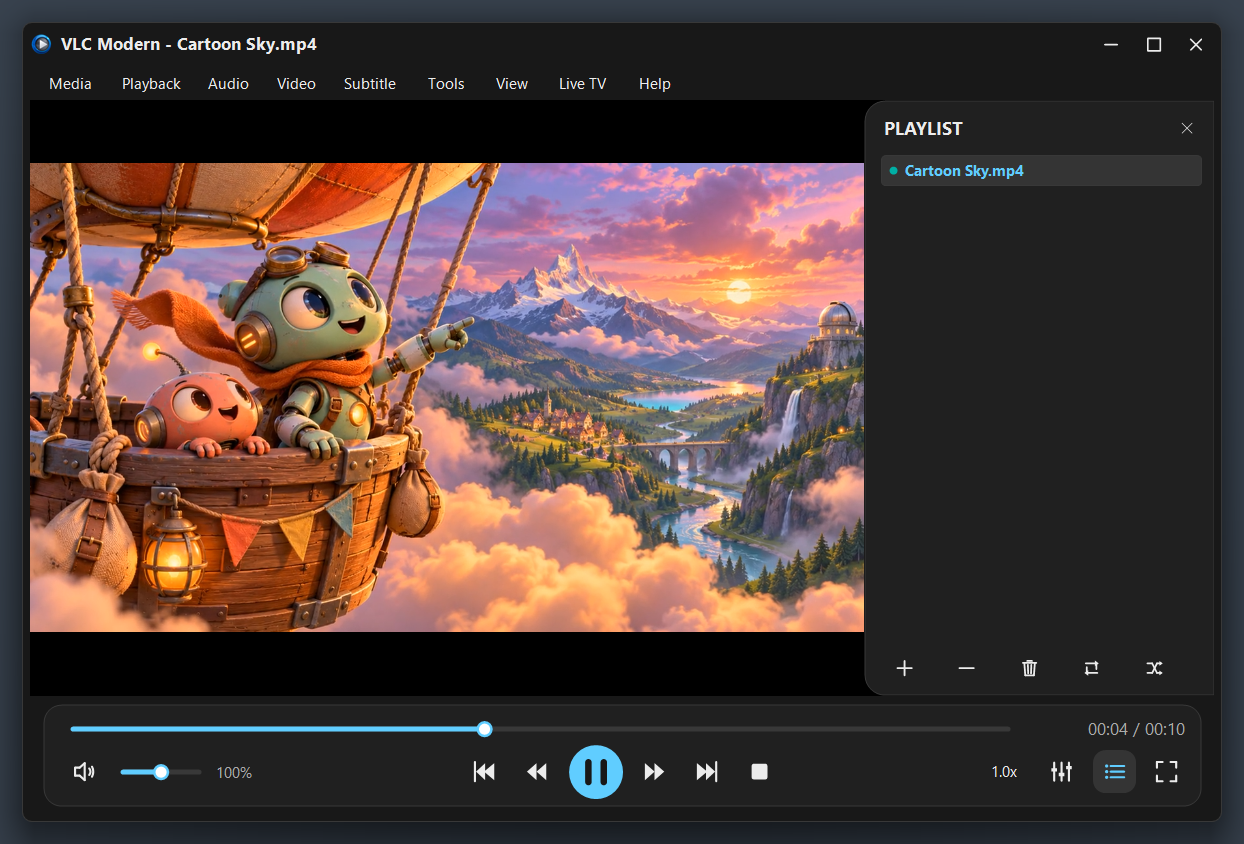 VLC Modern - Cartoon Sky.mp4
Media Playback Audio Video Subtitle Tools View Live TV Help
PLAYLIST
Cartoon Sky.mp4
00:04 / 00:10
100%
1.0x